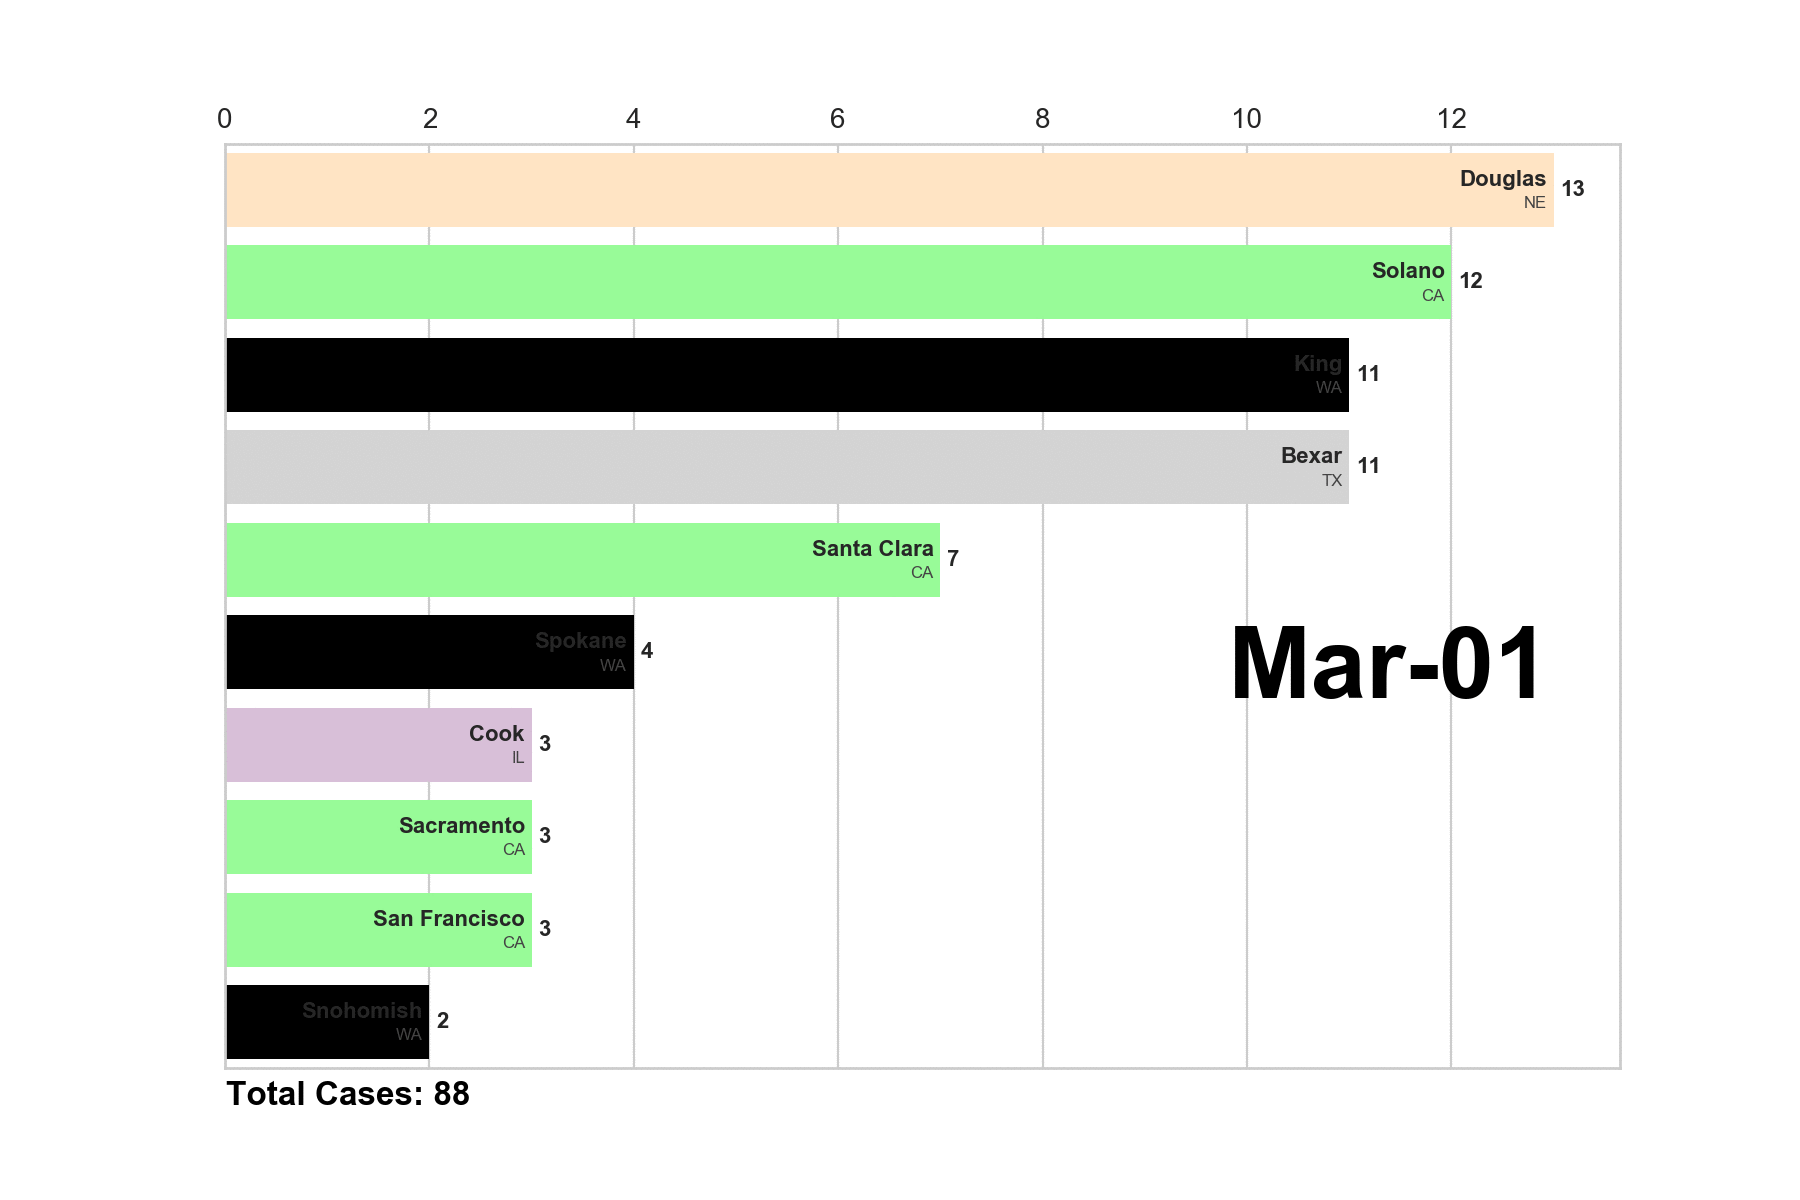 0 2 4 6 8 10 12
Douglas 13
NE
Solano 12
CA
King 11
WA
Bexar 11
TX
Santa Clara 7
CA
Spokane 4
WA
Mar-01
Cook 3
IL
Sacramento 3
CA
San Francisco 3
CA
Snohomish 2
WA
Total Cases: 88